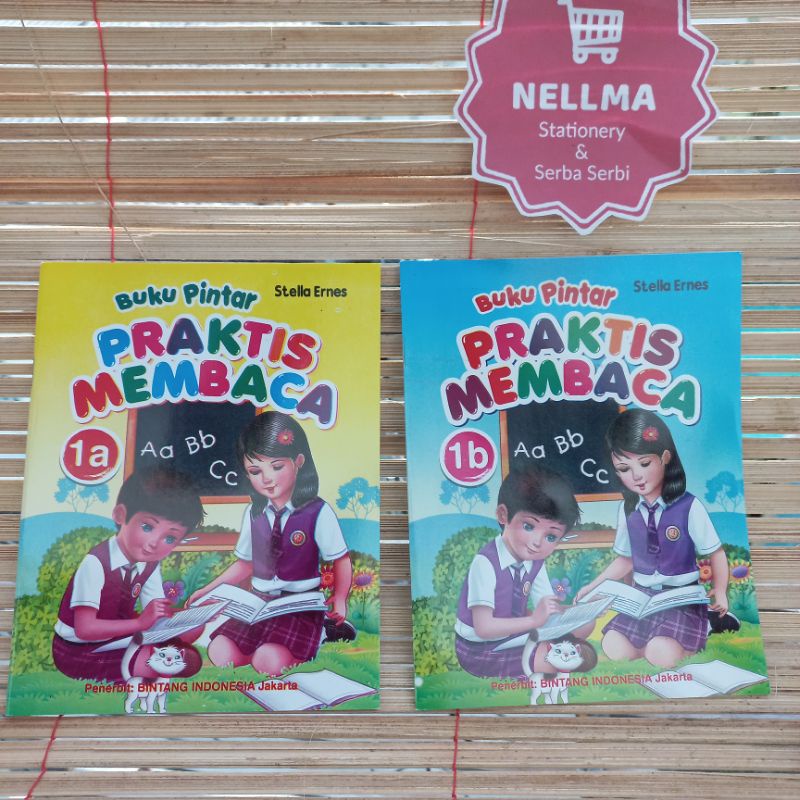 NELLMA
Stationery
&
Serba Serbi
Buku Pintar
Stella Ernes
PRAKTIS
MEMBACA
1a
Aa Bb
Cc
Penerbit: BINTANG INDONESIA Jakarta
Buku Pintar
Stella Ernes
PRAKTIS
MEMBACA
1b
Aa Bb
Cc
Penerbit: BINTANG INDONESIA Jakarta